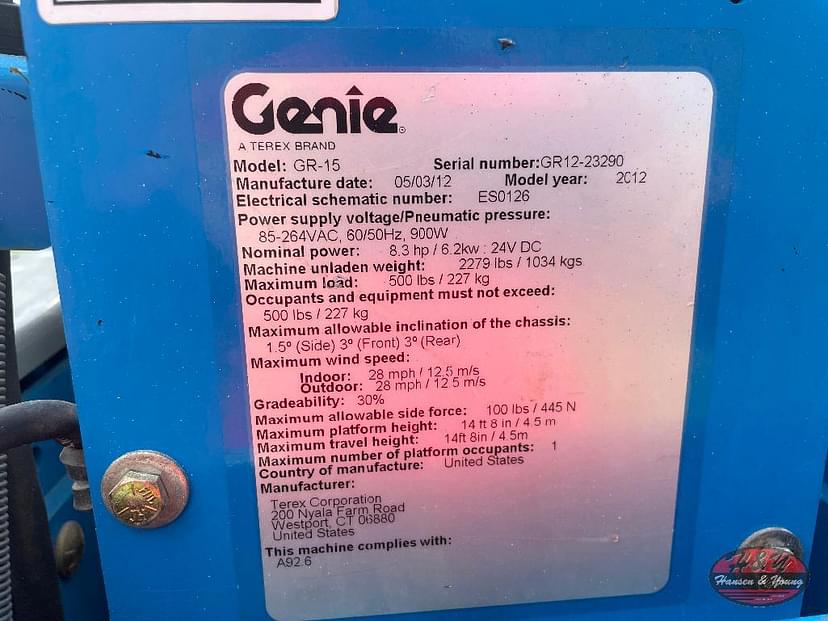 Genie
A TEREX BRAND
Model: GR-15 Serial number:GR12-23290
Manufacture date: 05/03/12 Model year: 2012
Electrical schematic number: ES0126
Power supply voltage/Pneumatic pressure:
85-264VAC, 60/50Hz, 900W
Nominal power: 8.3 hp / 6.2kw : 24V DC
Machine unladen weight: 2279 lbs / 1034 kgs
Maximum load: 500 lbs / 227 kg
Occupants and equipment must not exceed:
500 lbs / 227 kg
Maximum allowable inclination of the chassis:
1.5º (Side) 3º (Front) 3º (Rear)
Maximum wind speed:
Indoor: 28 mph / 12.5 m/s
Outdoor: 28 mph / 12.5 m/s
Gradeability: 30%
Maximum allowable side force: 100 lbs / 445 N
Maximum platform height: 14 ft 8 in / 4.5 m
Maximum travel height: 14ft 8in / 4.5m
Maximum number of platform occupants: 1
Country of manufacture: United States
Manufacturer:
Terex Corporation
200 Nyala Farm Road
Westport, CT 06880
United States
This machine complies with:
A92.6
H&Y
Hansen & Young